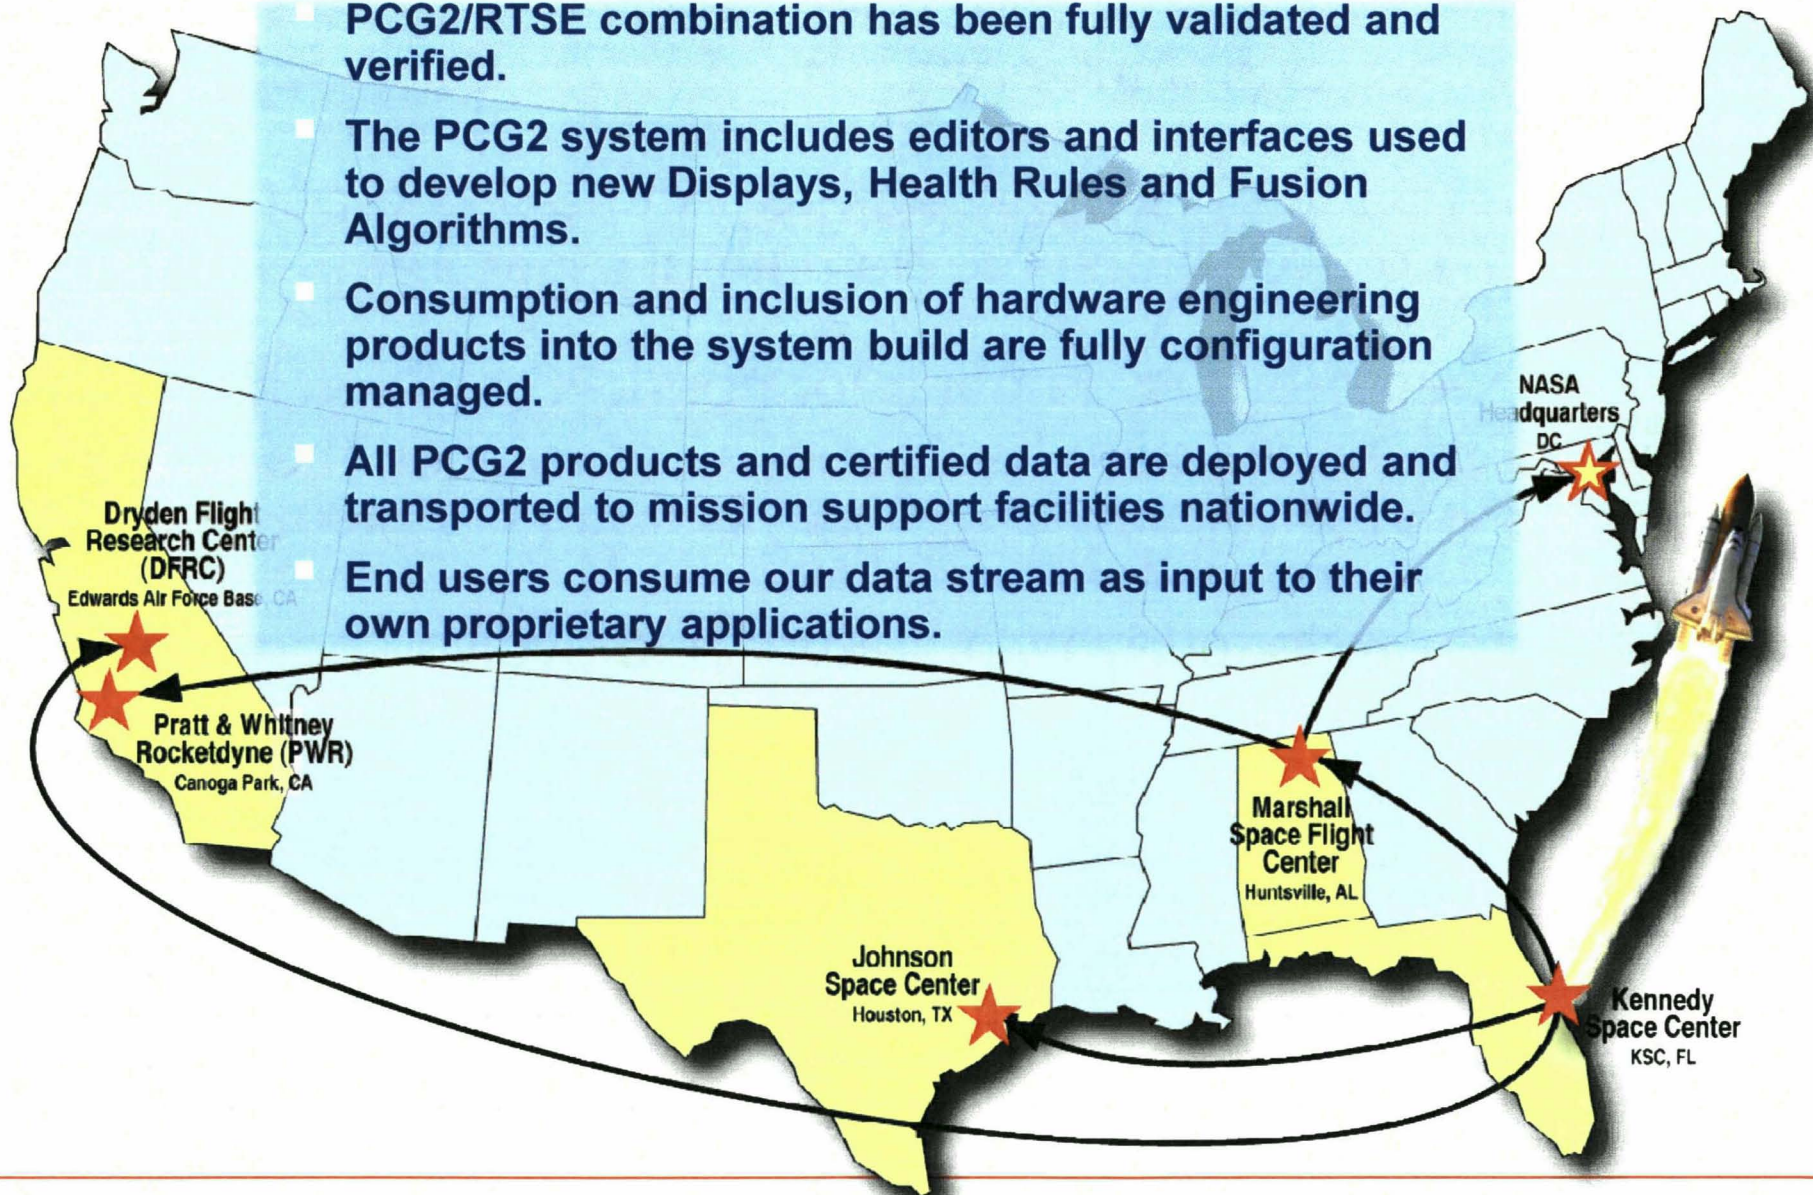 PCG2/RTSE combination has been fully validated and
verified.
The PCG2 system includes editors and interfaces used
to develop new Displays, Health Rules and Fusion
Algorithms.
Consumption and inclusion of hardware engineering
products into the system build are fully configuration
managed.
All PCG2 products and certified data are deployed and
transported to mission support facilities nationwide.
End users consume our data stream as input to their
own proprietary applications.
NASA
Headquarters
DC
Dryden Flight
Research Center
(DFRC)
Edwards Air Force Base, CA
Pratt & Whitney
Rocketdyne (PWR)
Canoga Park, CA
Marshall
Space Flight
Center
Huntsville, AL
Johnson
Space Center
Houston, TX
Kennedy
Space Center
KSC, FL